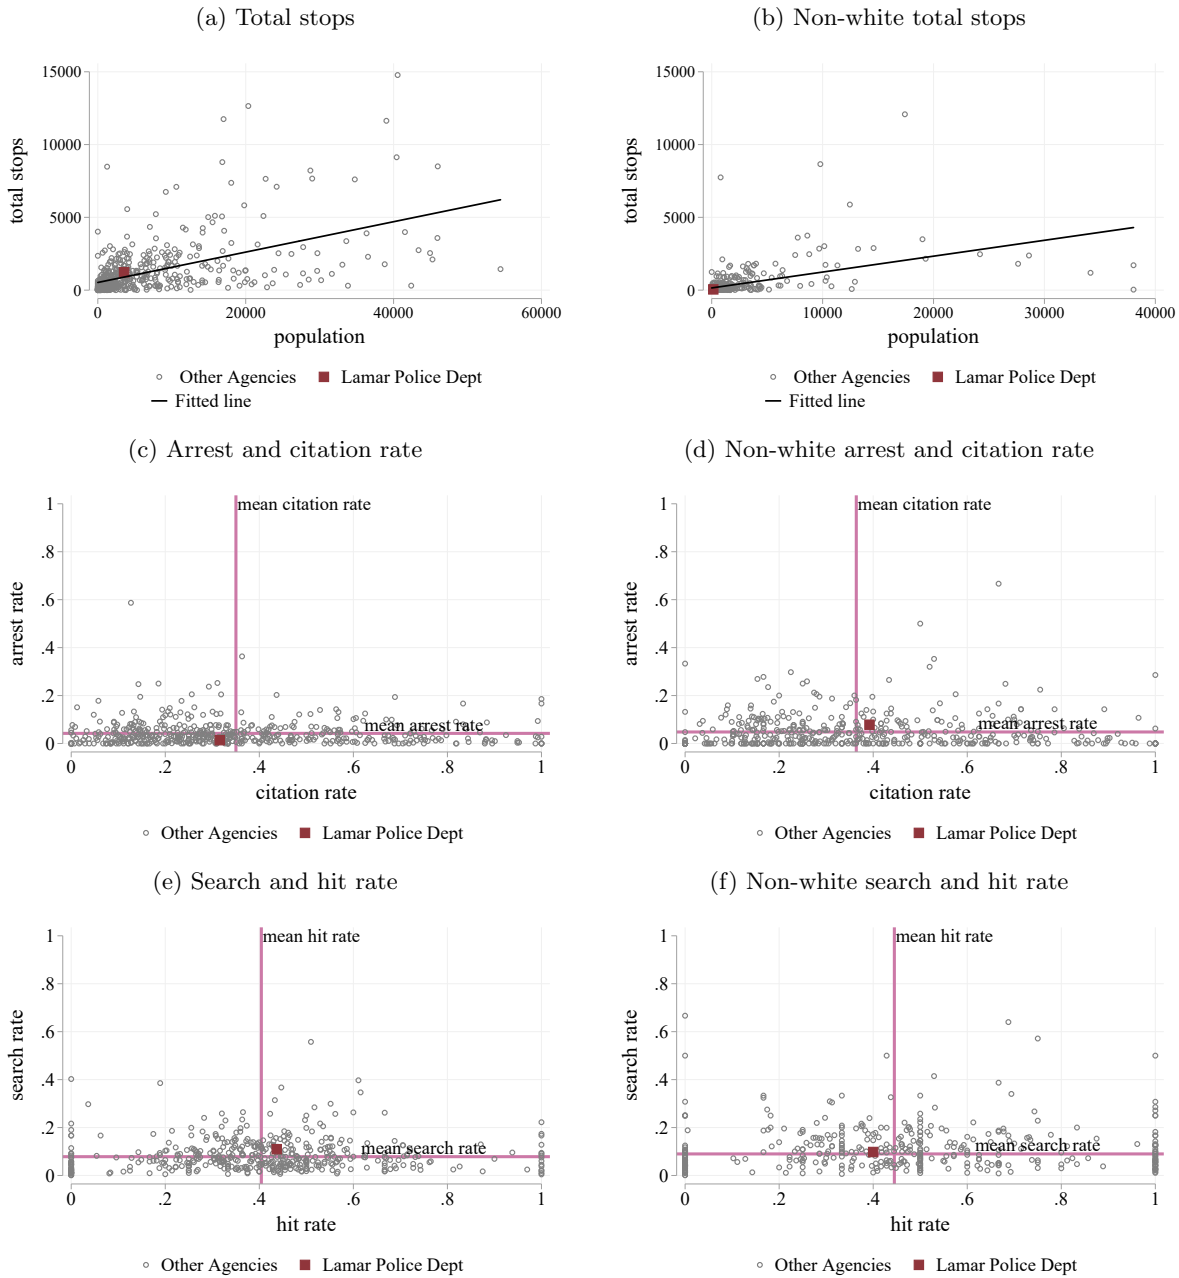 (a) Total stops
(b) Non-white total stops
15000
10000
5000
0
total stops
0 20000 40000 60000
population
Other Agencies Lamar Police Dept
Fitted line
15000
10000
5000
0
total stops
0 10000 20000 30000 40000
population
Other Agencies Lamar Police Dept
Fitted line
(c) Arrest and citation rate
(d) Non-white arrest and citation rate
1
.8
.6
.4
.2
0
arrest rate
mean citation rate
mean arrest rate
0 .2 .4 .6 .8 1
citation rate
Other Agencies Lamar Police Dept
1
.8
.6
.4
.2
0
arrest rate
mean citation rate
mean arrest rate
0 .2 .4 .6 .8 1
citation rate
Other Agencies Lamar Police Dept
(e) Search and hit rate
(f) Non-white search and hit rate
1
.8
.6
.4
.2
0
search rate
mean hit rate
mean search rate
0 .2 .4 .6 .8 1
hit rate
Other Agencies Lamar Police Dept
1
.8
.6
.4
.2
0
search rate
mean hit rate
mean search rate
0 .2 .4 .6 .8 1
hit rate
Other Agencies Lamar Police Dept